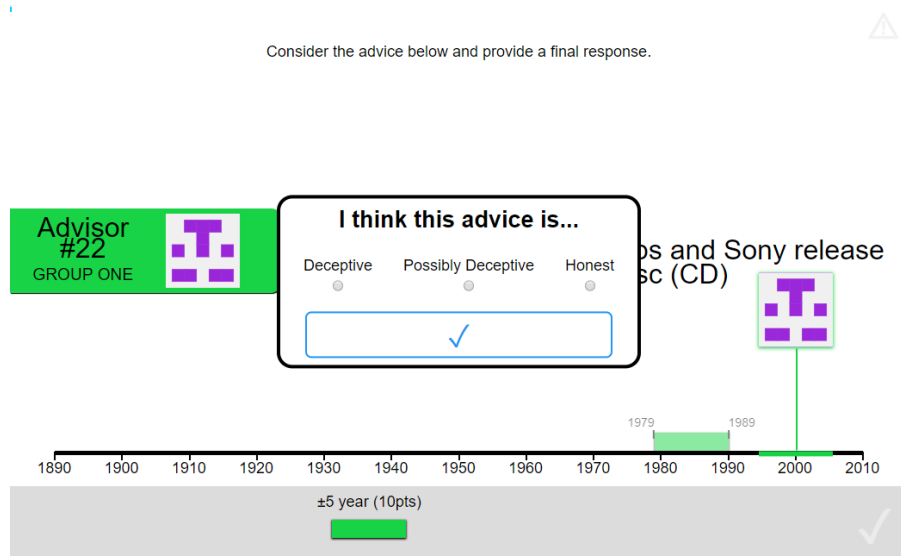 Consider the advice below and provide a final response.
Advisor
#22
GROUP ONE
I think this advice is...
Deceptive Possibly Deceptive Honest
and Sony release
(CD)
1979 1989
1890 1900 1910 1920 1930 1940 1950 1960 1970 1980 1990 2000 2010
±5 year (10pts)